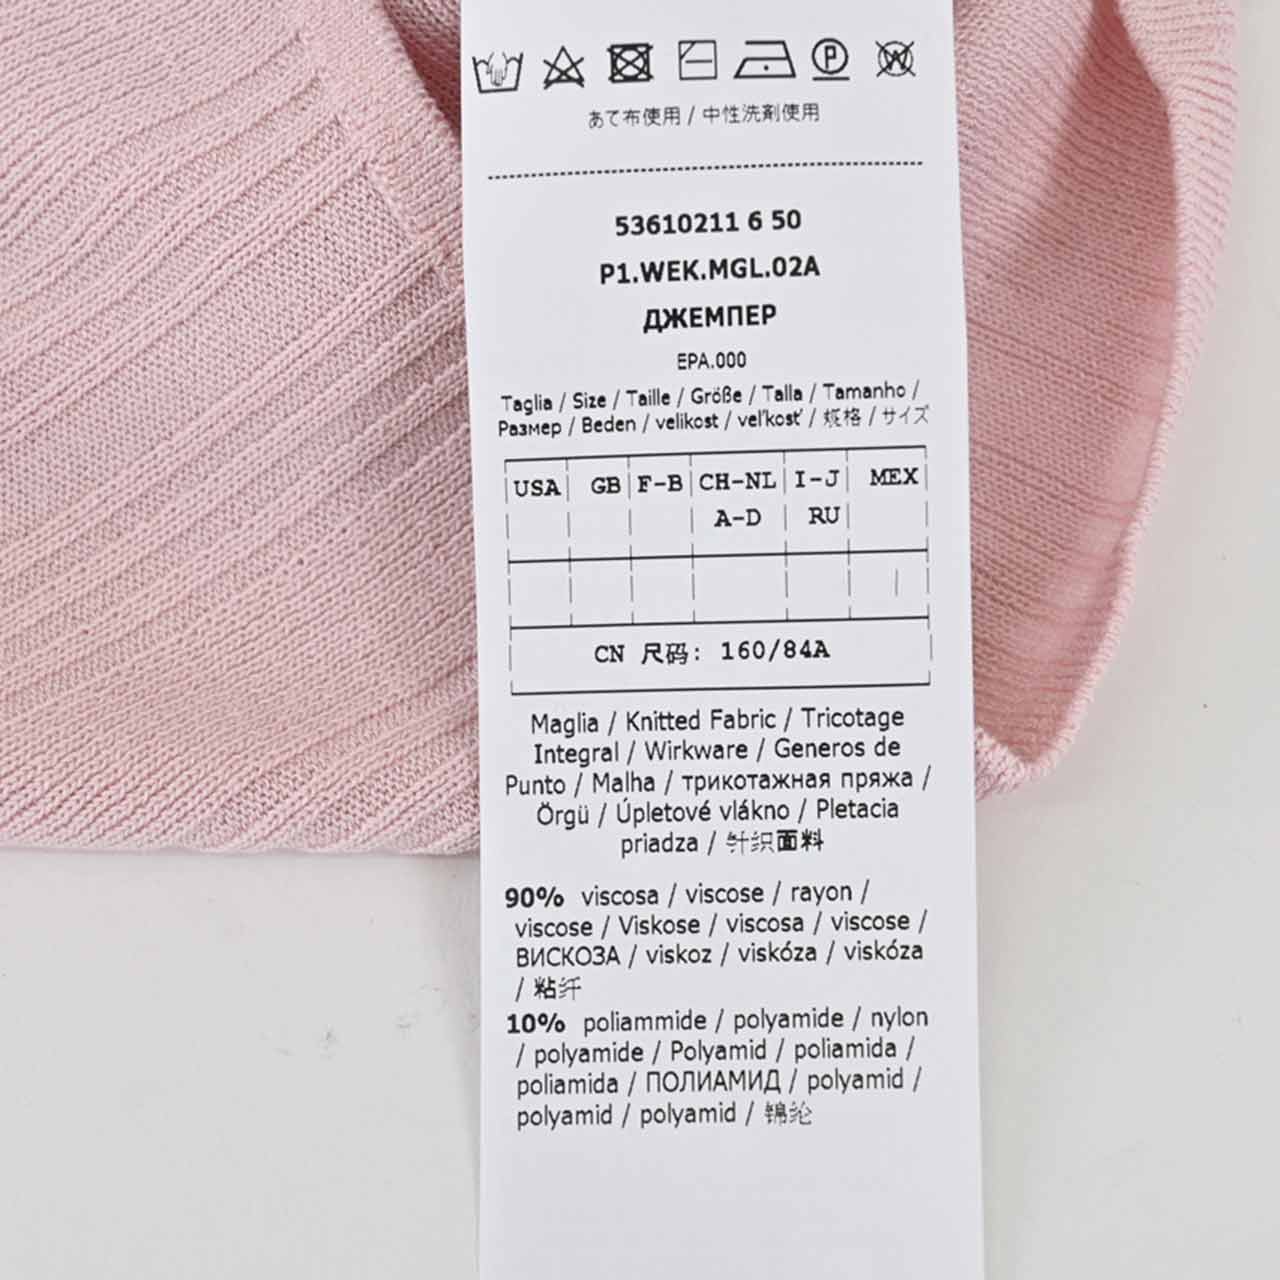 あて布使用 / 中性洗剤使用
53610211 6 50
P1.WEK.MGL.02A
ДЖЕМПЕР
EPA.000
Taglia / Size / Taille / Größe / Talla / Tamanho /
Размер / Beden / velikost / veľkosť / 规格 / サイズ
USA GB F-B CH-NL I-J MEX
A-D RU
CN 尺码: 160/84A
Maglia / Knitted Fabric / Tricotage
Integral / Wirkware / Generos de
Punto / Malha / трикотажная пряжа /
Örgü / Úpletové vlákno / Pletacia
priadza / 针织面料
90% viscosa / viscose / rayon /
viscose / Viskose / viscosa / viscose /
ВИСКОЗА / viskoz / viskóza / viskóza
/ 粘纤
10% poliammide / polyamide / nylon
/ polyamide / Polyamid / poliamida /
poliamida / ПОЛИАМИД / polyamid /
polyamid / polyamid / 锦纶